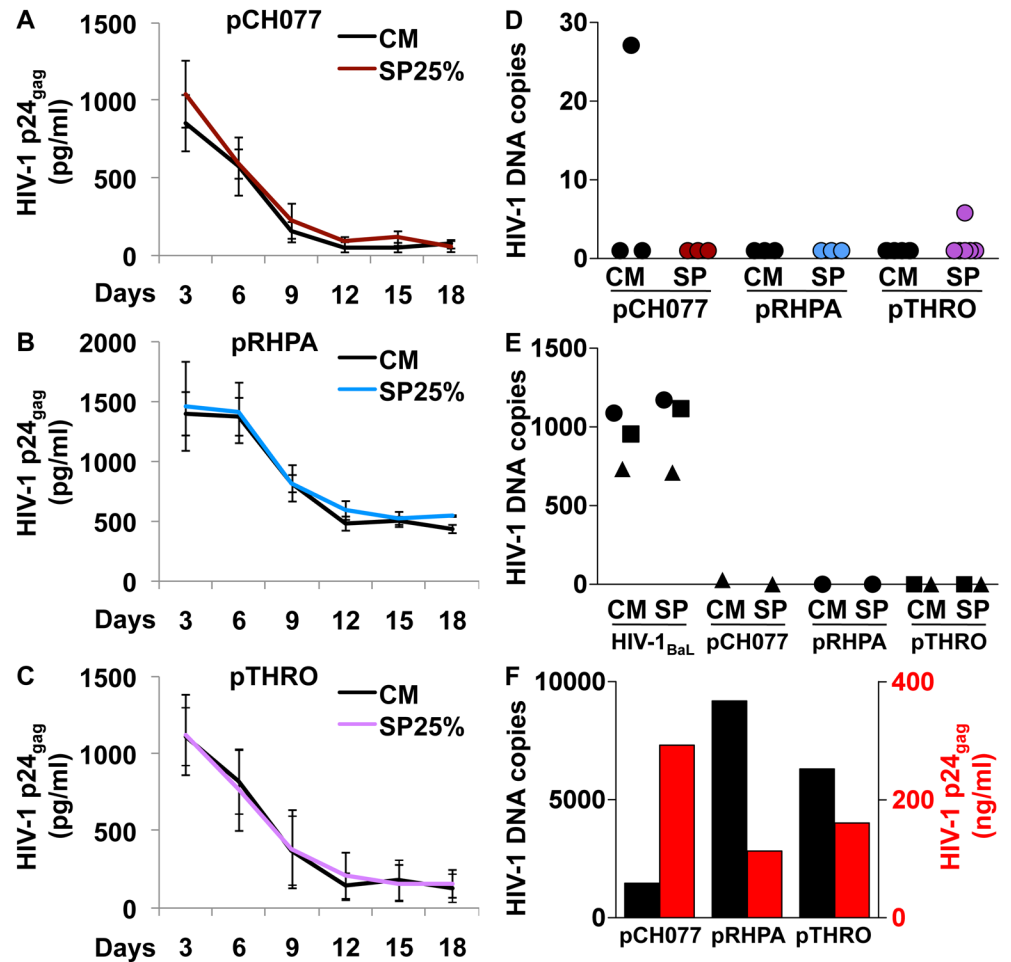 A
pCH077
HIV-1 p24gag
(pg/ml)
1500
1000
500
0
CM
SP25%
Days 3 6 9 12 15 18
B
pRHPA
HIV-1 p24gag
(pg/ml)
2000
1500
1000
500
0
CM
SP25%
Days 3 6 9 12 15 18
C
pTHRO
HIV-1 p24gag
(pg/ml)
1500
1000
500
0
CM
SP25%
Days 3 6 9 12 15 18
D
HIV-1 DNA copies
30
20
10
0
CM SP CM SP CM SP
pCH077 pRHPA pTHRO
E
HIV-1 DNA copies
1500
1000
500
0
CM SP CM SP CM SP CM SP
HIV-1BaL pCH077 pRHPA pTHRO
F
HIV-1 DNA copies
10000
5000
0
400
200
0
HIV-1 p24gag
(ng/ml)
pCH077 pRHPA pTHRO